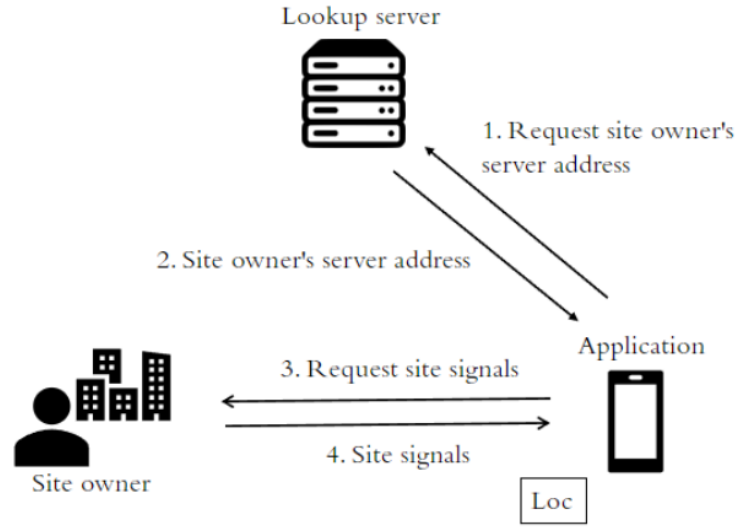 Lookup server
1. Request site owner's
server address
2. Site owner's server address
Application
3. Request site signals
4. Site signals
Site owner
Loc